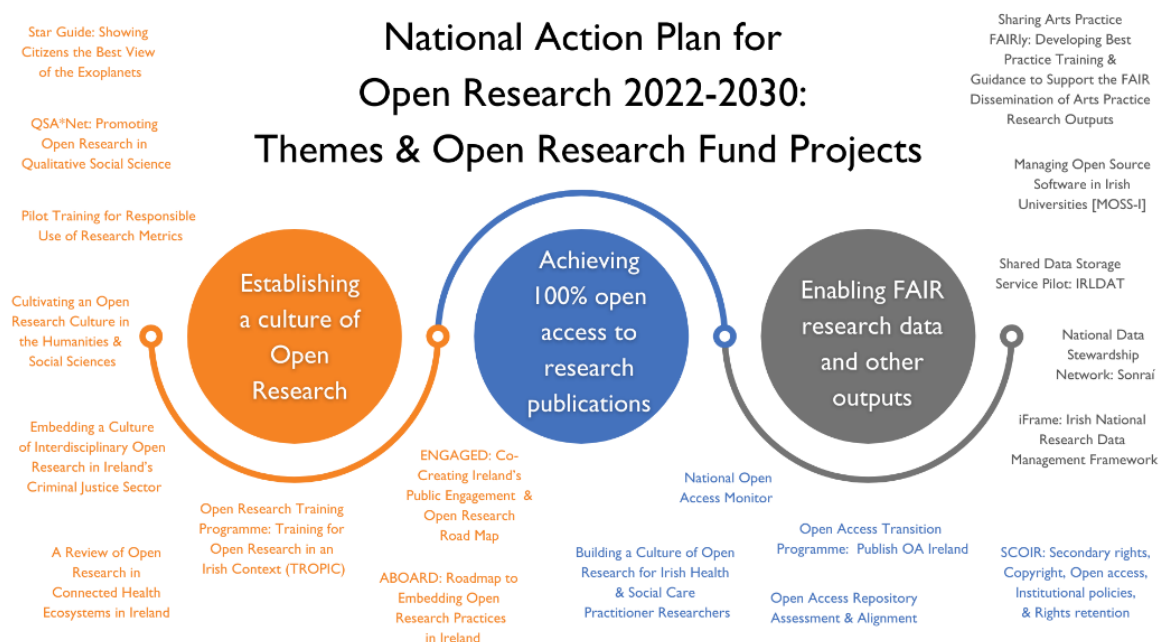 National Action Plan for
Open Research 2022-2030:
Themes & Open Research Fund Projects
Star Guide: Showing
Citizens the Best View
of the Exoplanets
QSA*Net: Promoting
Open Research in
Qualitative Social Science
Pilot Training for Responsible
Use of Research Metrics
Cultivating an Open
Research Culture in
the Humanities &
Social Sciences
Embedding a Culture
of Interdisciplinary Open
Research in Ireland's
Criminal Justice Sector
A Review of Open
Research in
Connected Health
Ecosystems in Ireland
Establishing
a culture of
Open
Research
Open Research Training
Programme: Training for
Open Research in an
Irish Context (TROPIC)
ENGAGED: Co-
Creating Ireland's
Public Engagement &
Open Research
Road Map
ABOARD: Roadmap to
Embedding Open
Research Practices
in Ireland
Achieving
100% open
access to
research
publications
National Open
Access Monitor
Building a Culture of Open
Research for Irish Health
& Social Care
Practitioner Researchers
Open Access Transition
Programme: Publish OA Ireland
Open Access Repository
Assessment & Alignment
SCOIR: Secondary rights,
Copyright, Open access,
Institutional policies,
& Rights retention
Enabling FAIR
research data
and other
outputs
Sharing Arts Practice
FAIRly: Developing Best
Practice Training &
Guidance to Support the FAIR
Dissemination of Arts Practice
Research Outputs
Managing Open Source
Software in Irish
Universities [MOSS-I]
Shared Data Storage
Service Pilot: IRLDAT
National Data
Stewardship
Network: Sonraí
iFrame: Irish National
Research Data
Management Framework